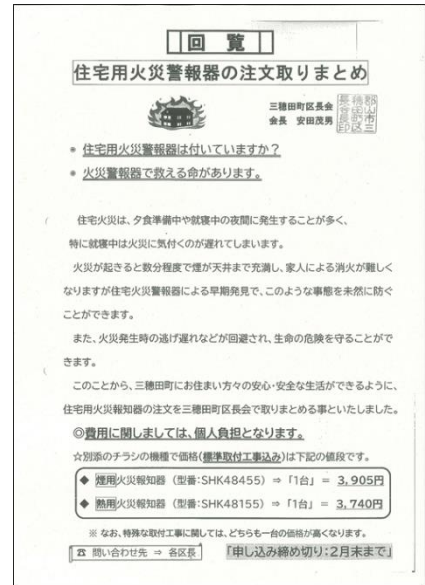 回覧
住宅用火災警報器の注文取りまとめ
三穂田町区長会
会長 安田茂男
* 住宅用火災警報器は付いていますか？
* 火災警報器で救える命があります。
住宅火災は、夕食準備中や就寝中の夜間に発生することが多く、
特に就寝中は火災に気付くのが遅れてしまいます。
火災が起きると数分程度で煙が天井まで充満し、家人による消火が難しく
なりますが住宅火災警報器による早期発見で、このような事態を未然に防ぐ
ことができます。
また、火災発生時の逃げ遅れなどが回避され、生命の危険を守ることがで
きます。
このことから、三穂田町にお住まい方々の安心・安全な生活ができるように、
住宅用火災報知器の注文を三穂田町区長会で取りまとめる事といたしました。
◎費用に関しましては、個人負担となります。
☆別添のチラシの機種で価格(標準取付工事込み)は下記の値段です。
◆ 煙用火災報知器 (型番:SHK48455) ⇒ 「1台」 = 3,905円
◆ 熱用火災報知器 (型番:SHK48155) ⇒ 「1台」 = 3,740円
※ なお、特殊な取付工事に関しては、どちらも一台の価格が高くなります。
☎ 問い合わせ先 ⇒ 各区長 「申し込み締め切り:2月末まで」